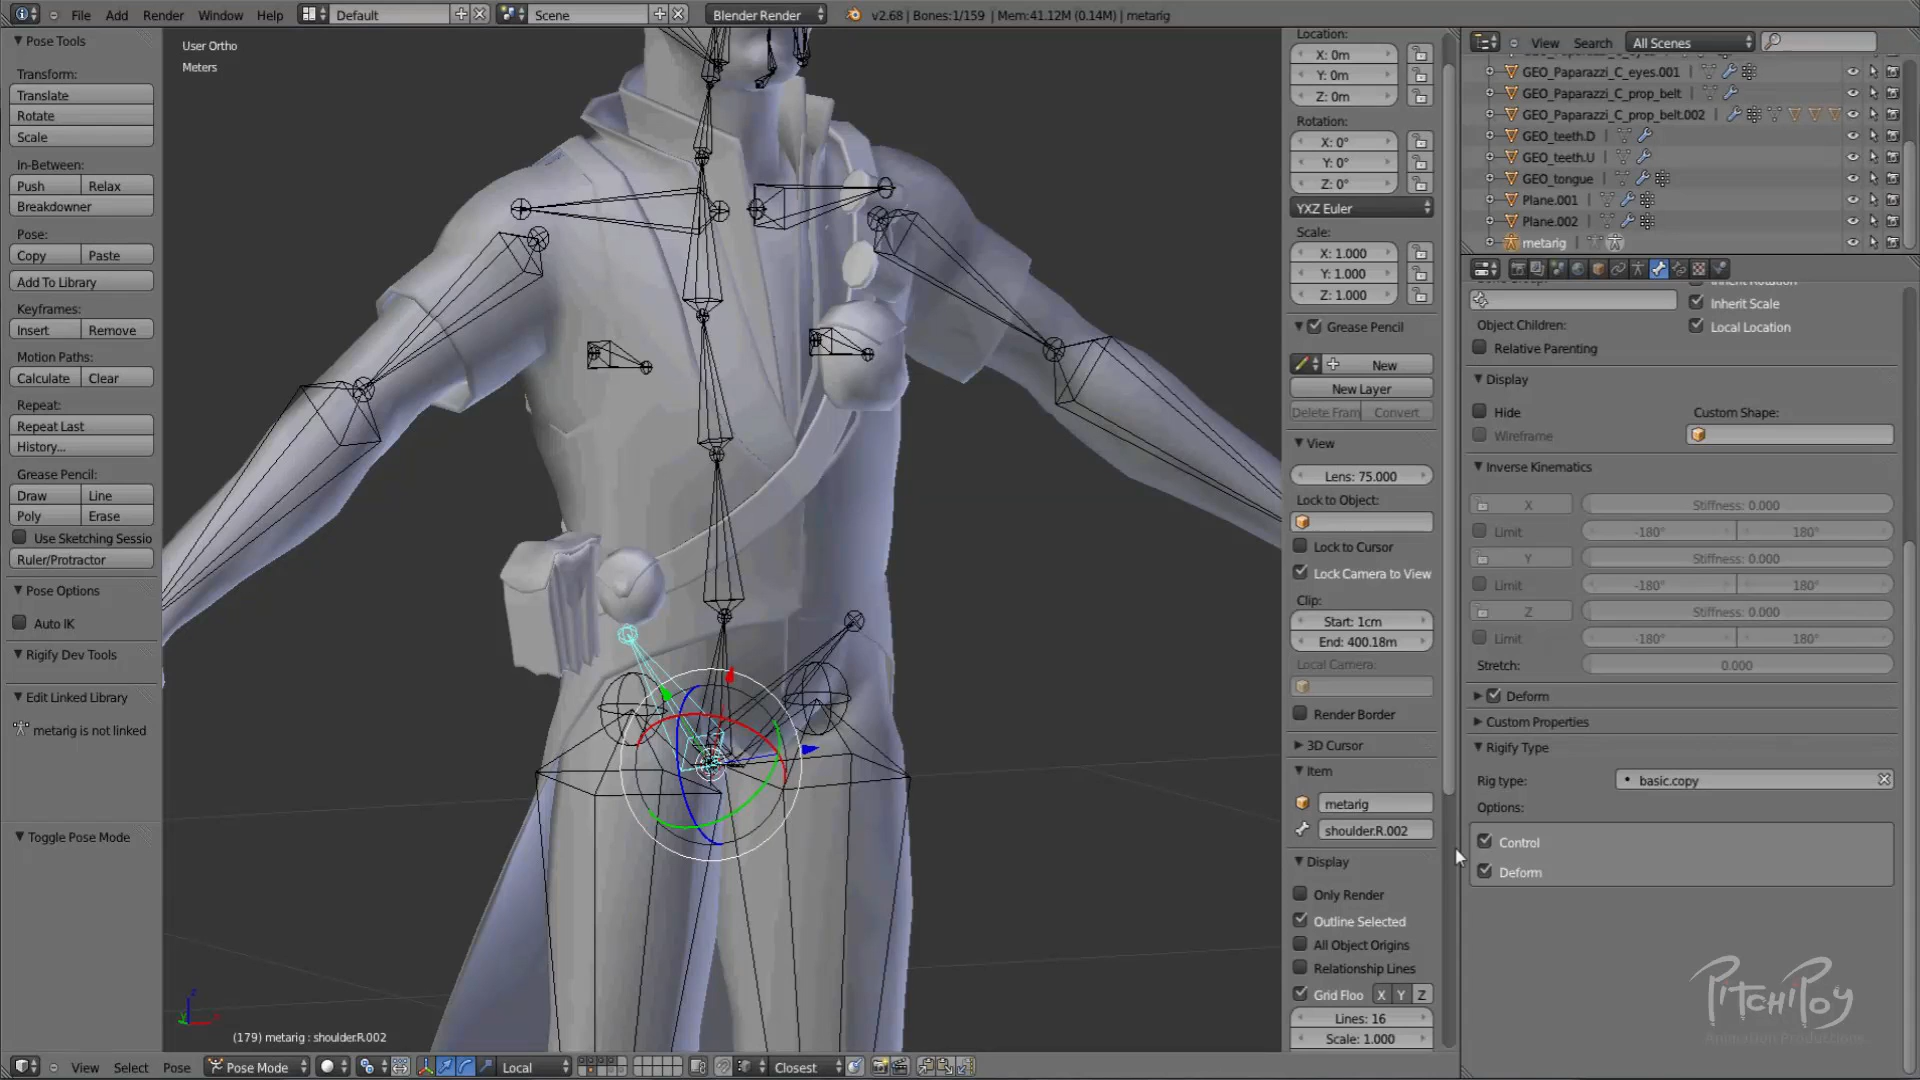 File Add Render Window Help Default Scene Blender Render v2.68 | Bones:1/159 | Mem:41.12M (0.14M) | metarig
Pose Tools
Transform:
Translate
Rotate
Scale
In-Between:
Push Relax
Breakdowner
Pose:
Copy Paste
Add To Library
Keyframes:
Insert Remove
Motion Paths:
Calculate Clear
Repeat:
Repeat Last
History...
Grease Pencil:
Draw Line
Poly Erase
Use Sketching Sessio
Ruler/Protractor
Pose Options
Auto IK
Rigify Dev Tools
Edit Linked Library
metarig is not linked
Toggle Pose Mode
User Ortho
Meters
(179) metarig : shoulder.R.002
View Select Pose Pose Mode Local Closest
Location:
X: 0m
Y: 0m
Z: 0m
Rotation:
X: 0°
Y: 0°
Z: 0°
YXZ Euler
Scale:
X: 1.000
Y: 1.000
Z: 1.000
Grease Pencil
New
New Layer
Delete Fram Convert
View
Lens: 75.000
Lock to Object:
Lock to Cursor
Lock Camera to View
Clip:
Start: 1cm
End: 400.18m
Local Camera:
Render Border
3D Cursor
Item
metarig
shoulder.R.002
Display
Only Render
Outline Selected
All Object Origins
Relationship Lines
Grid Floo X Y Z
Lines: 16
Scale: 1.000
View Search All Scenes
GEO_Paparazzi_C_eyes.001
GEO_Paparazzi_C_prop_belt
GEO_Paparazzi_C_prop_belt.002
GEO_teeth.D
GEO_teeth.U
GEO_tongue
Plane.001
Plane.002
metarig
Inherit Rotation
Inherit Scale
Object Children:
Local Location
Relative Parenting
Display
Hide Custom Shape:
Wireframe
Inverse Kinematics
X Stiffness: 0.000
Limit -180° 180°
Y Stiffness: 0.000
Limit -180° 180°
Z Stiffness: 0.000
Limit -180° 180°
Stretch: 0.000
Deform
Custom Properties
Rigify Type
Rig type: basic.copy
Options:
Control
Deform
PitchiPoy
Animation Productions